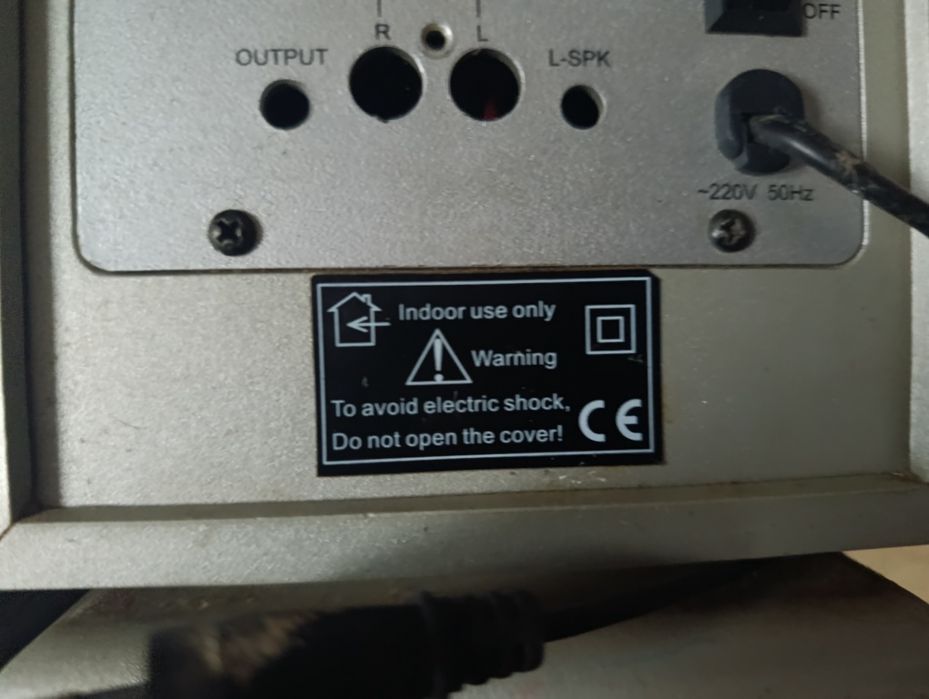 OFF
R L
OUTPUT L-SPK
~220V 50Hz
Indoor use only
Warning
To avoid electric shock,
Do not open the cover!
CE